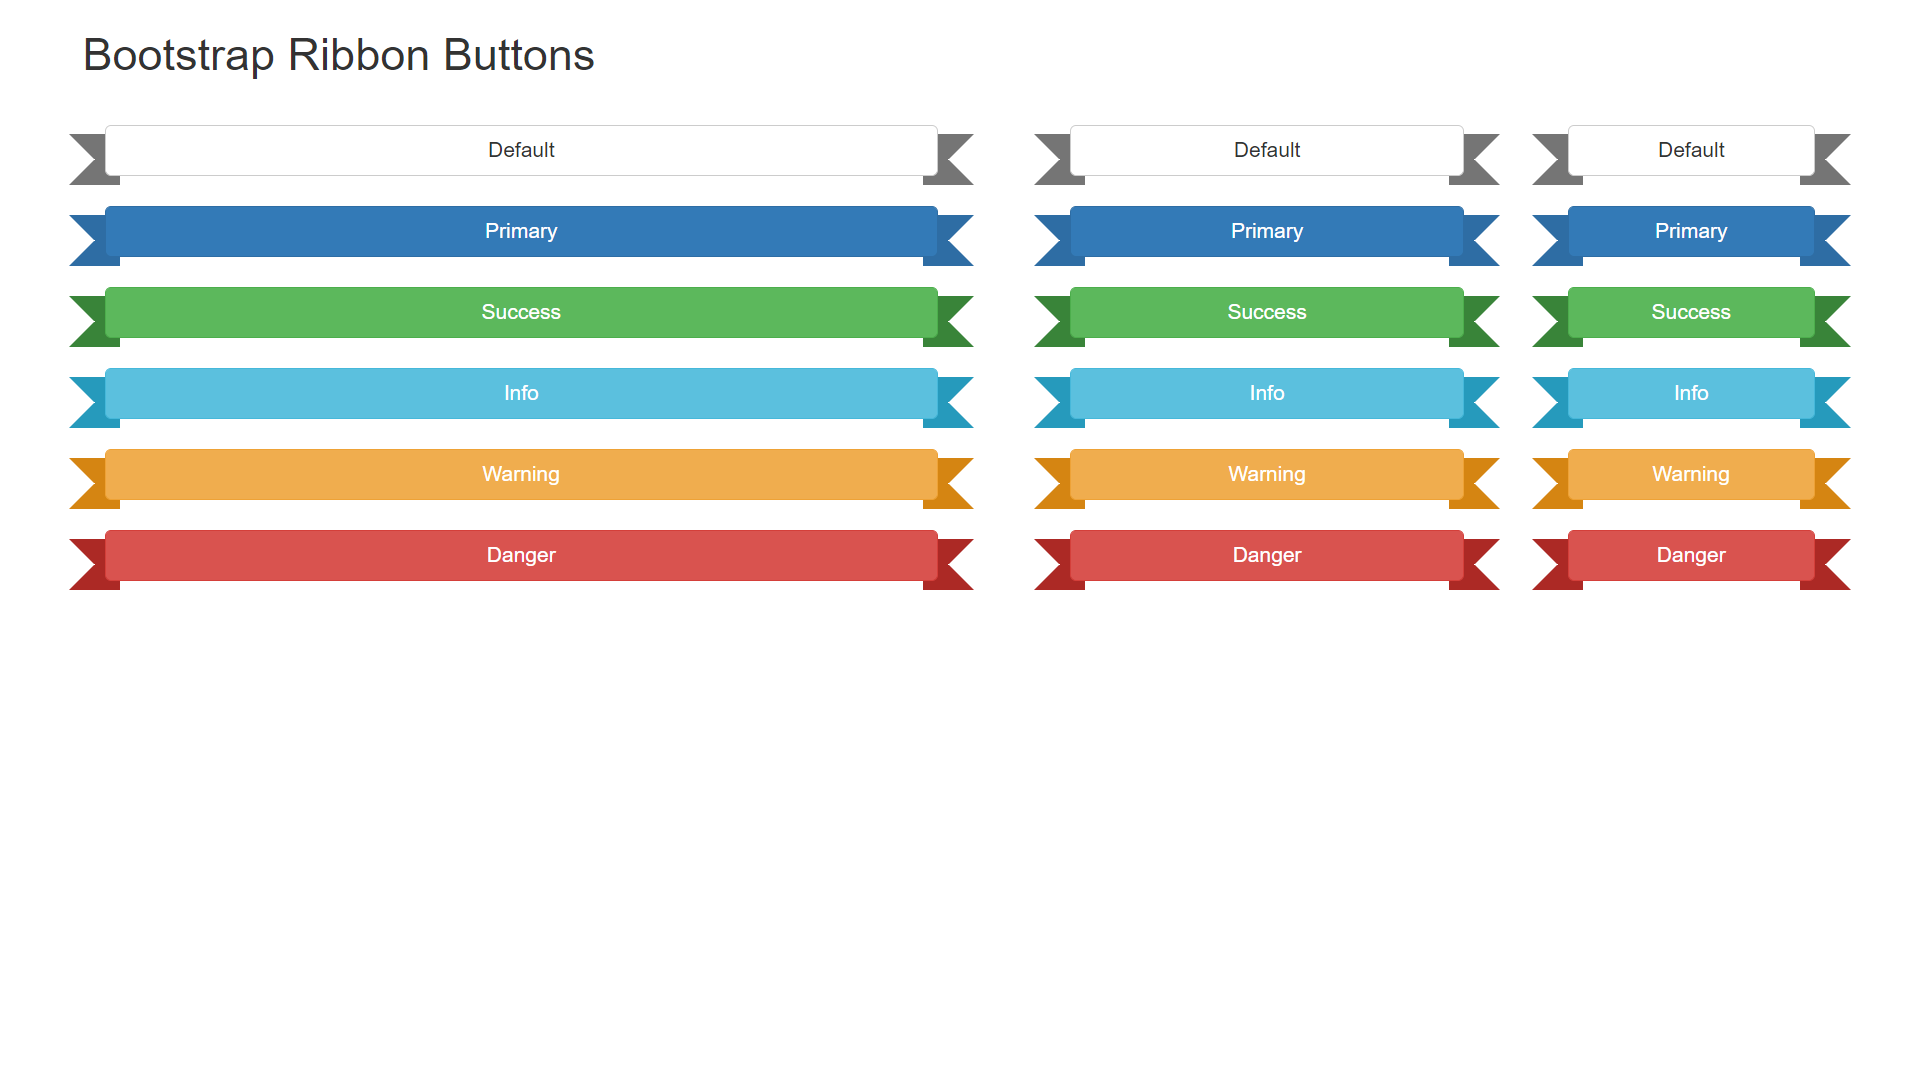 Bootstrap Ribbon Buttons
Default Default Default
Primary Primary Primary
Success Success Success
Info Info Info
Warning Warning Warning
Danger Danger Danger